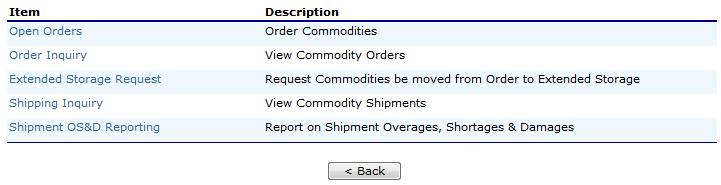 Item Description
Open Orders Order Commodities
Order Inquiry View Commodity Orders
Extended Storage Request Request Commodities be moved from Order to Extended Storage
Shipping Inquiry View Commodity Shipments
Shipment OS&D Reporting Report on Shipment Overages, Shortages & Damages
< Back